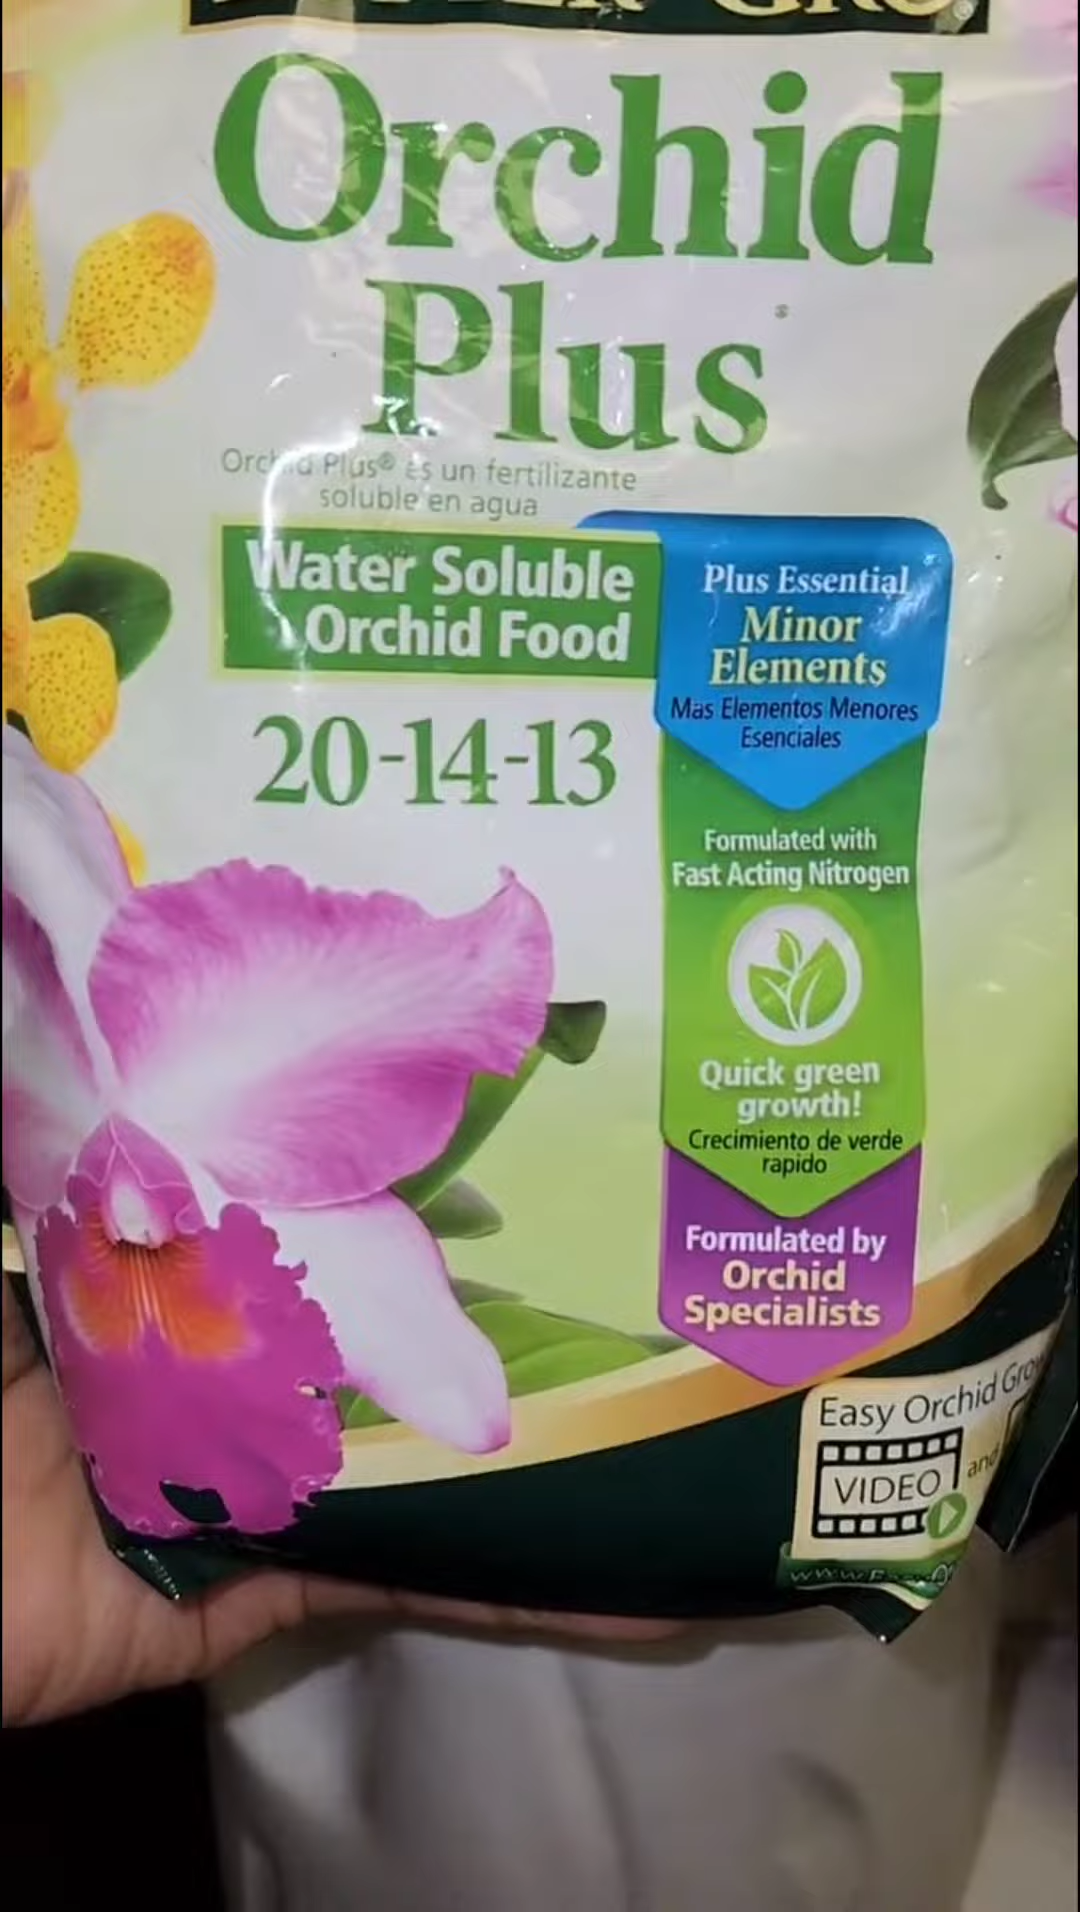 GRO®
Orchid
Plus®
Orchid Plus® es un fertilizante
soluble en agua
Water Soluble
Orchid Food
20-14-13
Plus Essential
Minor
Elements
Mas Elementos Menores
Esenciales
Formulated with
Fast Acting Nitrogen
Quick green
growth!
Crecimiento de verde
rapido
Formulated by
Orchid
Specialists
Easy Orchid
VIDEO and